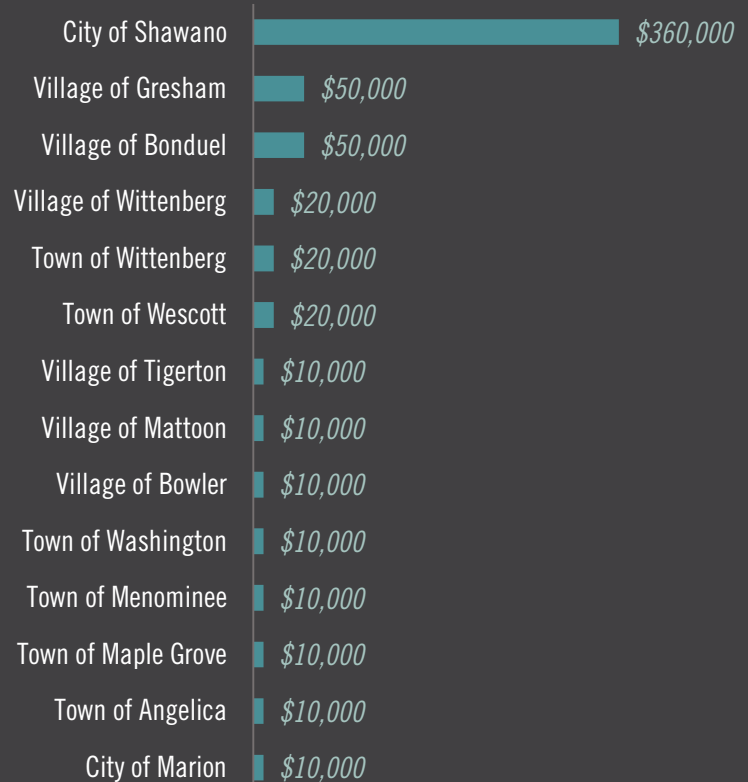 City of Shawano $360,000
Village of Gresham $50,000
Village of Bonduel $50,000
Village of Wittenberg $20,000
Town of Wittenberg $20,000
Town of Wescott $20,000
Village of Tigerton $10,000
Village of Mattoon $10,000
Village of Bowler $10,000
Town of Washington $10,000
Town of Menominee $10,000
Town of Maple Grove $10,000
Town of Angelica $10,000
City of Marion $10,000